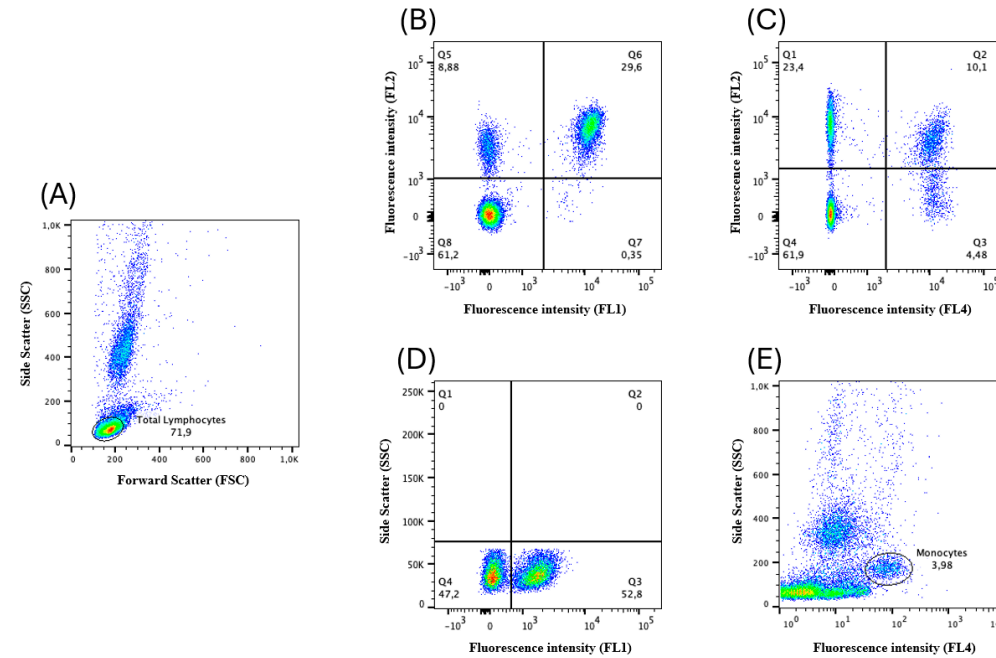 (A)
Side Scatter (SSC)
1,0K
800
600
400
200
0
Total Lymphocytes
71,9
0 200 400 600 800 1,0K
Forward Scatter (FSC)
(B)
Fluorescence intensity (FL2)
Q5
8,88
Q6
29,6
10^5
10^4
10^3
0
-10^3
Q8
61,2
Q7
0,35
-10^3 0 10^3 10^4 10^5
Fluorescence intensity (FL1)
(C)
Fluorescence intensity (FL2)
Q1
23,4
Q2
10,1
10^5
10^4
10^3
0
-10^3
Q4
61,9
Q3
4,48
-10^3 0 10^3 10^4 10^5
Fluorescence intensity (FL4)
(D)
Side Scatter (SSC)
Q1
0
Q2
0
250K
200K
150K
100K
50K
0
Q4
47,2
Q3
52,8
-10^3 0 10^3 10^4 10^5
Fluorescence intensity (FL1)
(E)
Side Scatter (SSC)
1,0K
800
600
400
200
0
Monocytes
3,98
10^0 10^1 10^2 10^3
Fluorescence intensity (FL4)